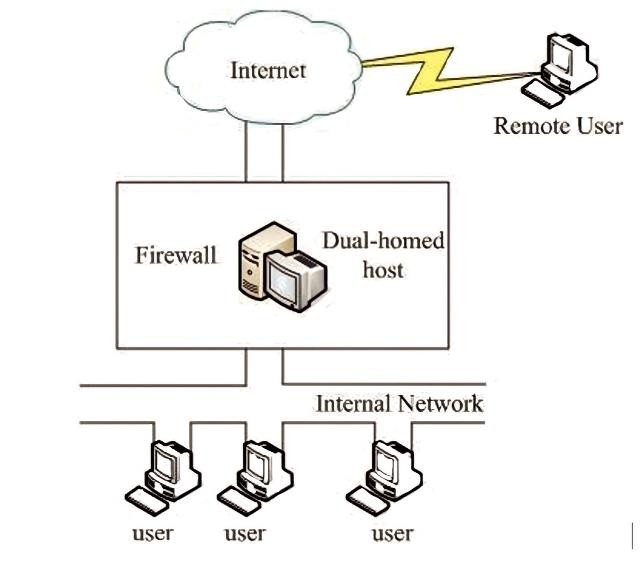 Internet
Remote User
Firewall
Dual-homed
host
Internal Network
user
user
user